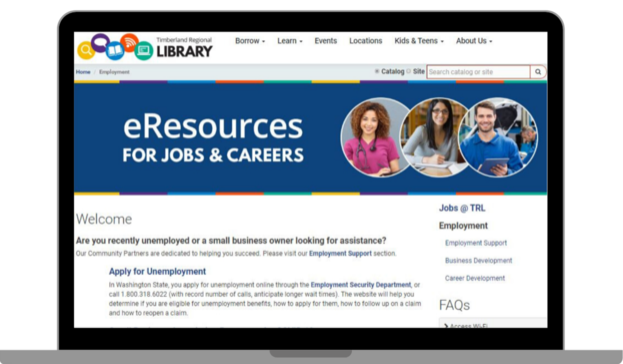 Timberland Regional
LIBRARY
Borrow Learn Events Locations Kids & Teens About Us
Home / Employment
Catalog Site Search catalog or site
eResources
FOR JOBS & CAREERS
Welcome
Are you recently unemployed or a small business owner looking for assistance?
Our Community Partners are dedicated to helping you succeed. Please visit our Employment Support section.
Apply for Unemployment
In Washington State, you apply for unemployment online through the Employment Security Department, or
call 1.800.318.6022 (with record number of calls, anticipate longer wait times). The website will help you
determine if you are eligible for unemployment benefits, how to apply for them, how to follow up on a claim
and how to reopen a claim.
Jobs @ TRL
Employment
Employment Support
Business Development
Career Development
FAQs
Access Wi-Fi